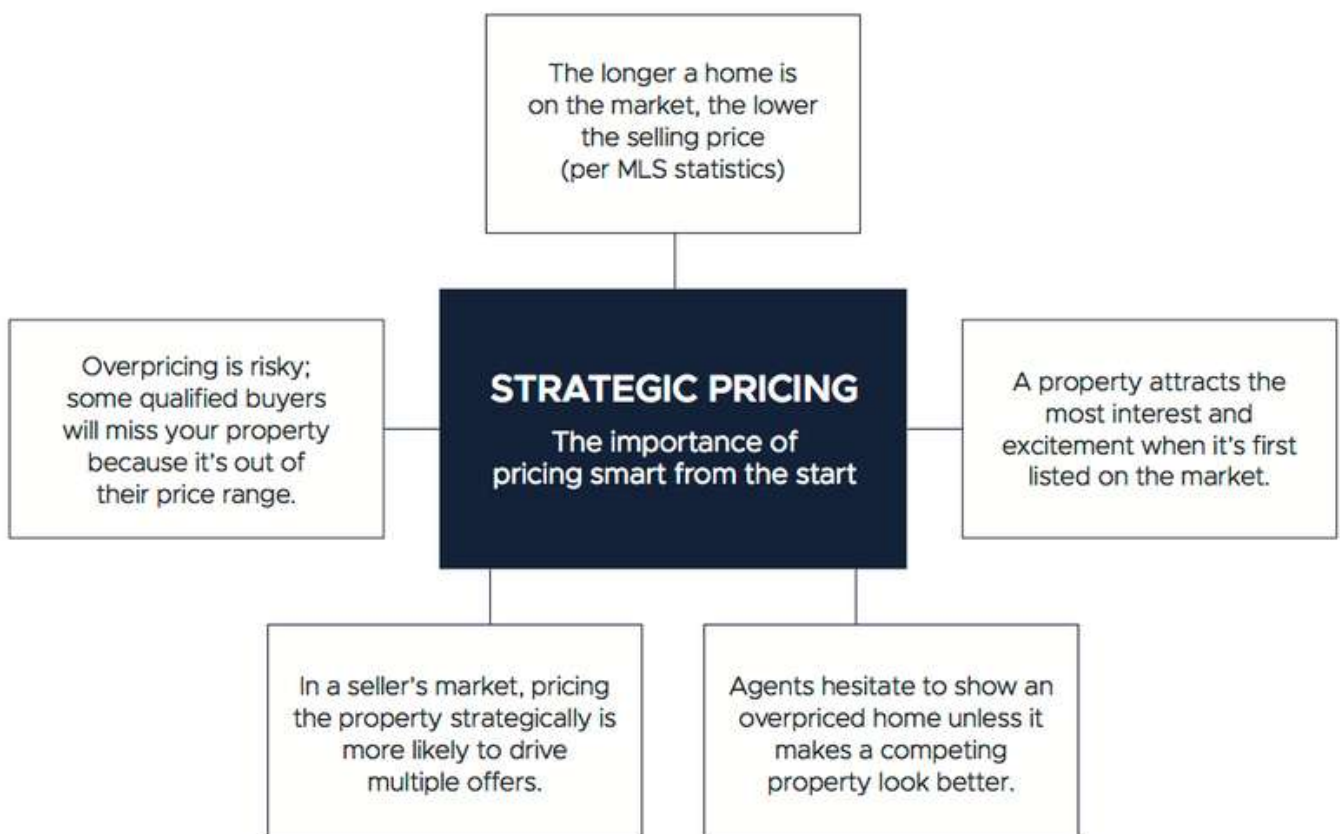 The longer a home is
on the market, the lower
the selling price
(per MLS statistics)
Overpricing is risky;
some qualified buyers
will miss your property
because it's out of
their price range.
STRATEGIC PRICING
The importance of
pricing smart from the start
A property attracts the
most interest and
excitement when it's first
listed on the market.
In a seller's market, pricing
the property strategically is
more likely to drive
multiple offers.
Agents hesitate to show an
overpriced home unless it
makes a competing
property look better.